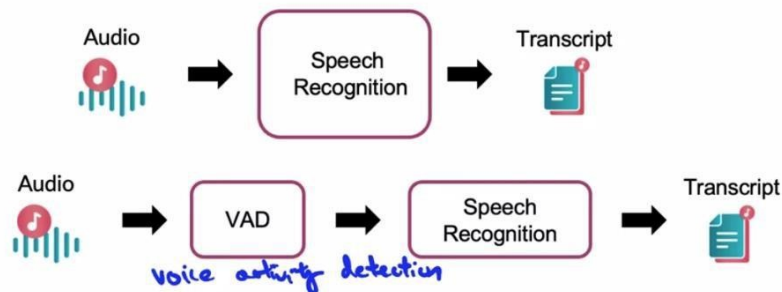 Audio
Speech
Recognition
Transcript
Audio
VAD
Speech
Recognition
Transcript
voice activity detection